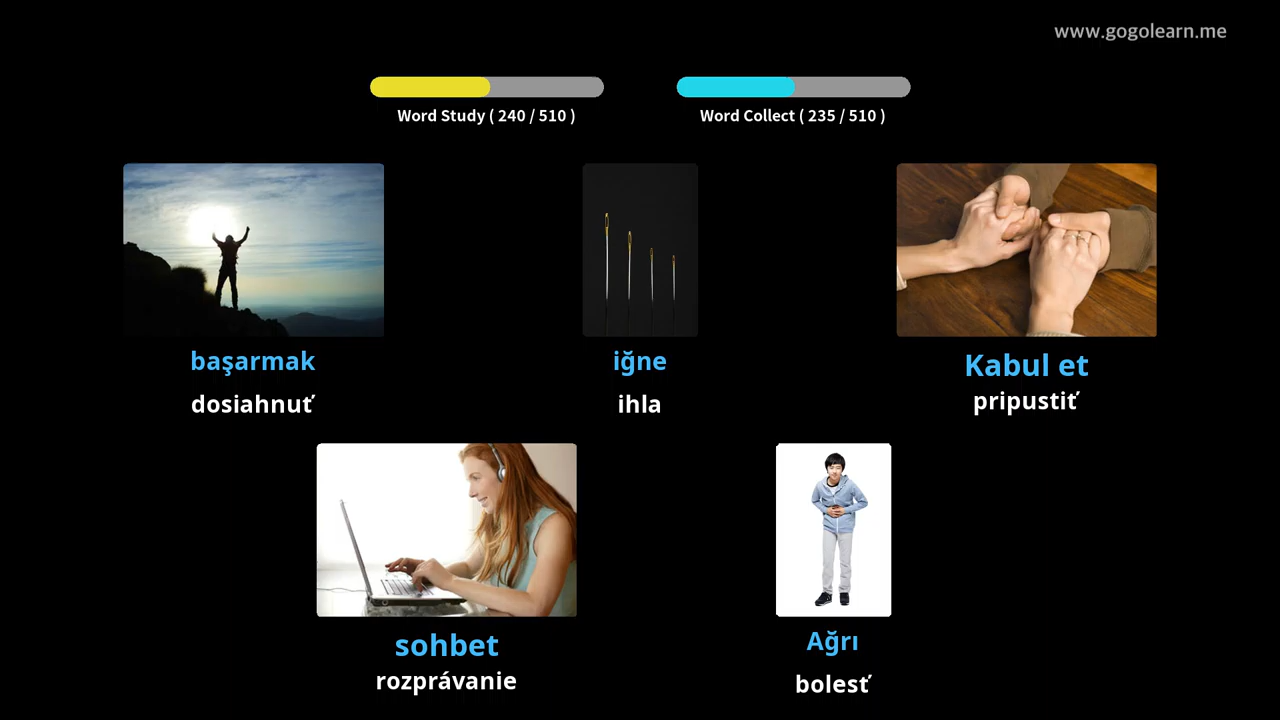 www.gogolearn.me
Word Study ( 240 / 510 )
Word Collect ( 235 / 510 )
başarmak
dosiahnuť
iğne
ihla
Kabul et
pripustiť
sohbet
rozprávanie
Ağrı
bolesť